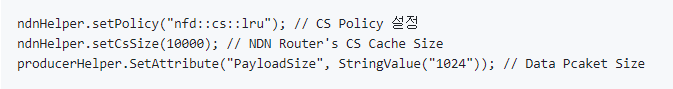 ndnHelper.setPolicy("nfd::cs::lru"); // CS Policy 설정
ndnHelper.setCsSize(10000); // NDN Router's CS Cache Size
producerHelper.SetAttribute("PayloadSize", StringValue("1024")); // Data Pcaket Size